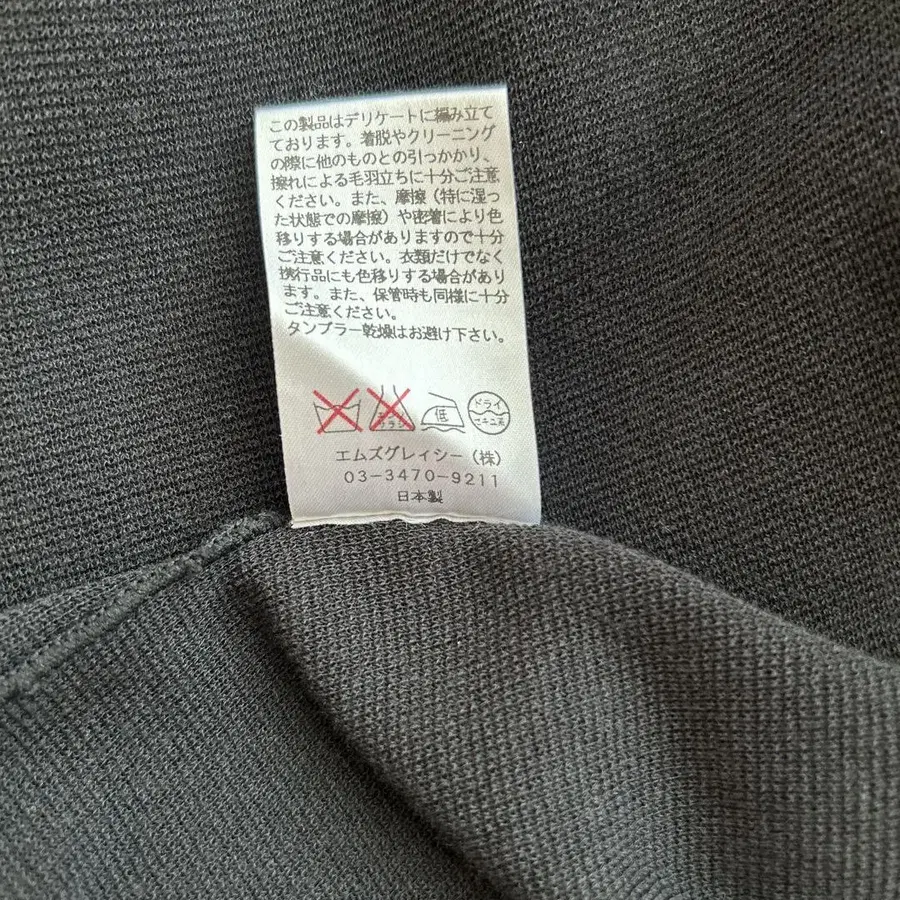 この製品はデリケートに編み立て
ております。着脱やクリーニング
の際に他のものとの引っかかり、
擦れによる毛羽立ちに十分ご注意
ください。また、摩擦（特に湿っ
た状態での摩擦）や密着により色
移りする場合がありますので十分
ご注意ください。衣類だけでなく
携行品にも色移りする場合があり
ます。また、保管時も同様に十分
ご注意ください。
タンブラー乾燥はお避け下さい。
低
ドライ
セキユ系
エムズグレイシー（株）
03-3470-9211
日本製